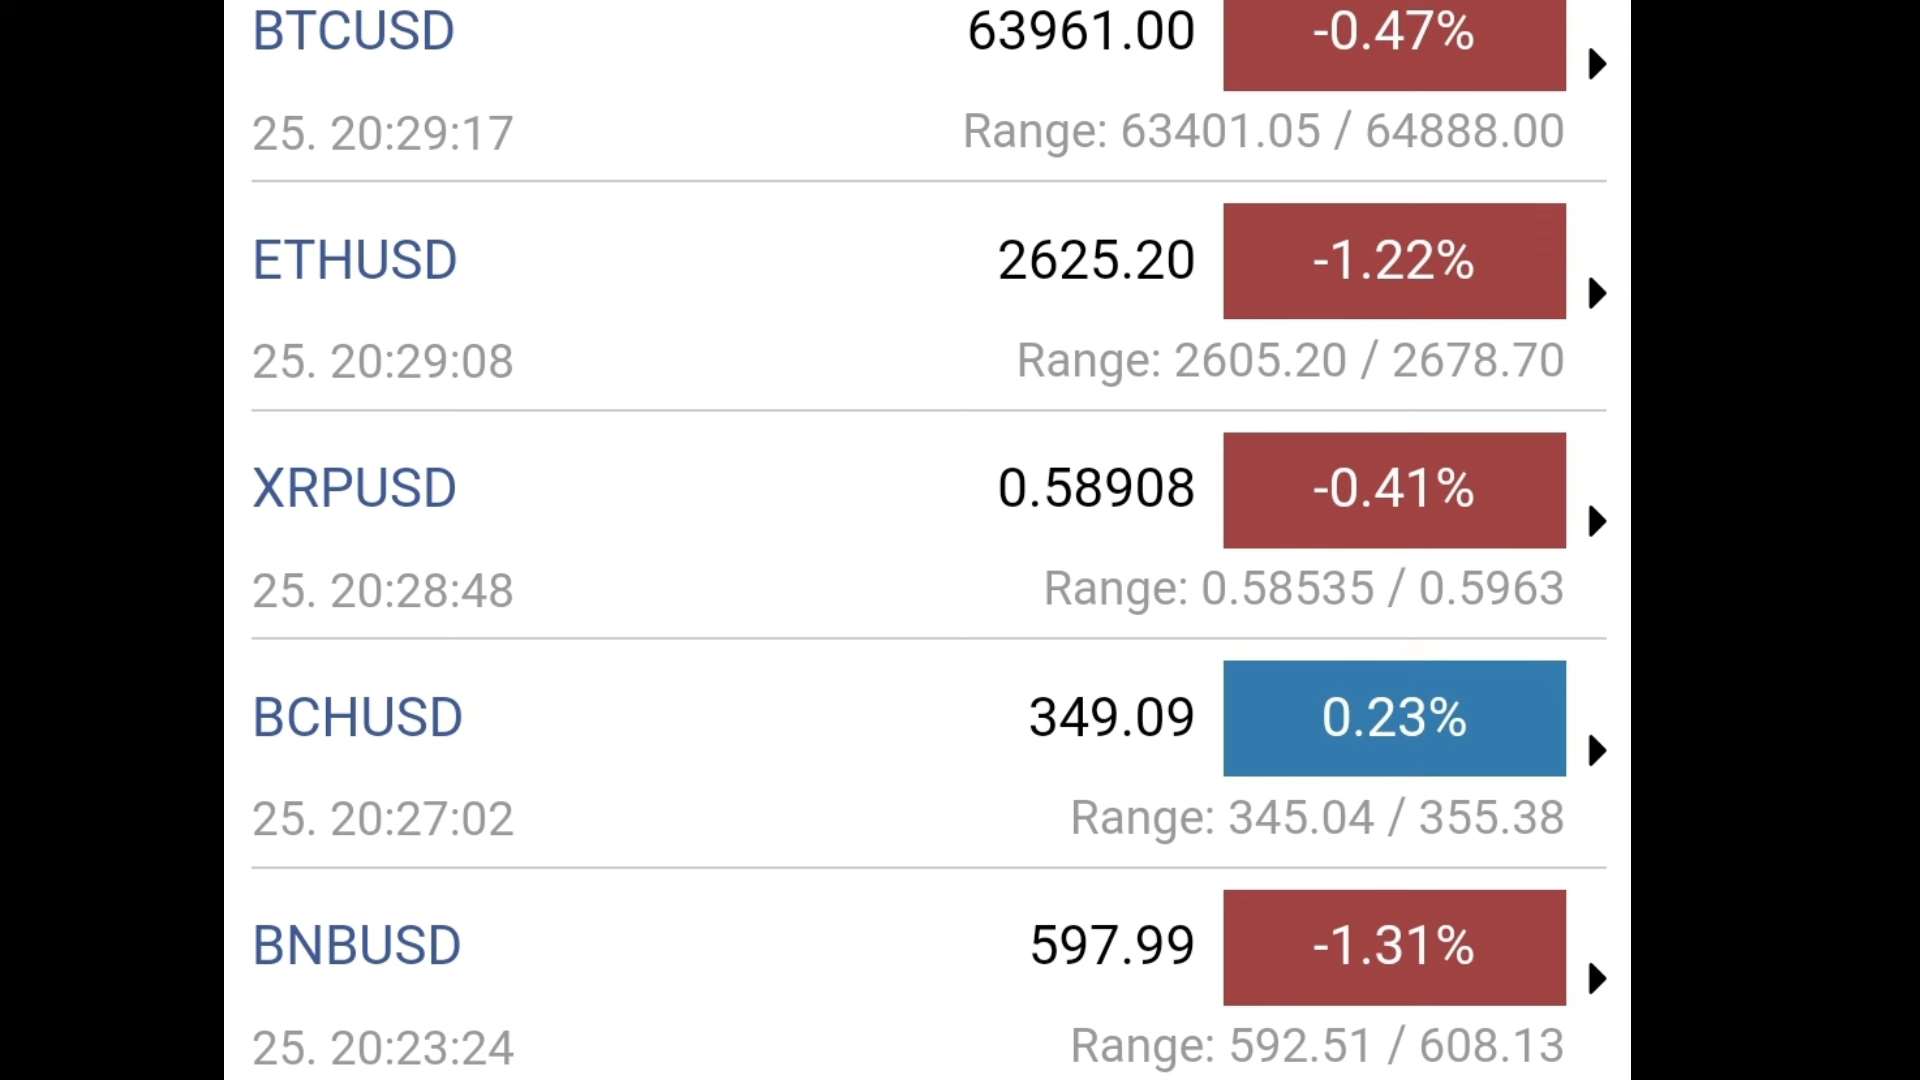 BTCUSD 63961.00 -0.47%
25. 20:29:17 Range: 63401.05 / 64888.00
ETHUSD 2625.20 -1.22%
25. 20:29:08 Range: 2605.20 / 2678.70
XRPUSD 0.58908 -0.41%
25. 20:28:48 Range: 0.58535 / 0.5963
BCHUSD 349.09 0.23%
25. 20:27:02 Range: 345.04 / 355.38
BNBUSD 597.99 -1.31%
25. 20:23:24 Range: 592.51 / 608.13